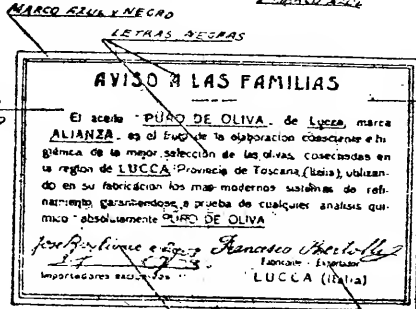 MARCO AZUL Y NEGRO
LETRAS NEGRAS
AVISO A LAS FAMILIAS
El aceite "PURO DE OLIVA" de Lucca, marca
ALIANZA, es el fruto de la elaboración consciente e hi
giénica de la mejor selección de las olivas cosechadas en
la región de LUCCA Provincia de Toscana, (Italia), utilizan-
do en su fabricación los mas modernos sistemas de refi-
namiento, garantiendose a prueba de cualquier analisis quí-
mico "absolutamente PURO DE OLIVA
Francesco Bertolli
Importadores exclusivos
Fabricante - Exportador
LUCCA (Italia)